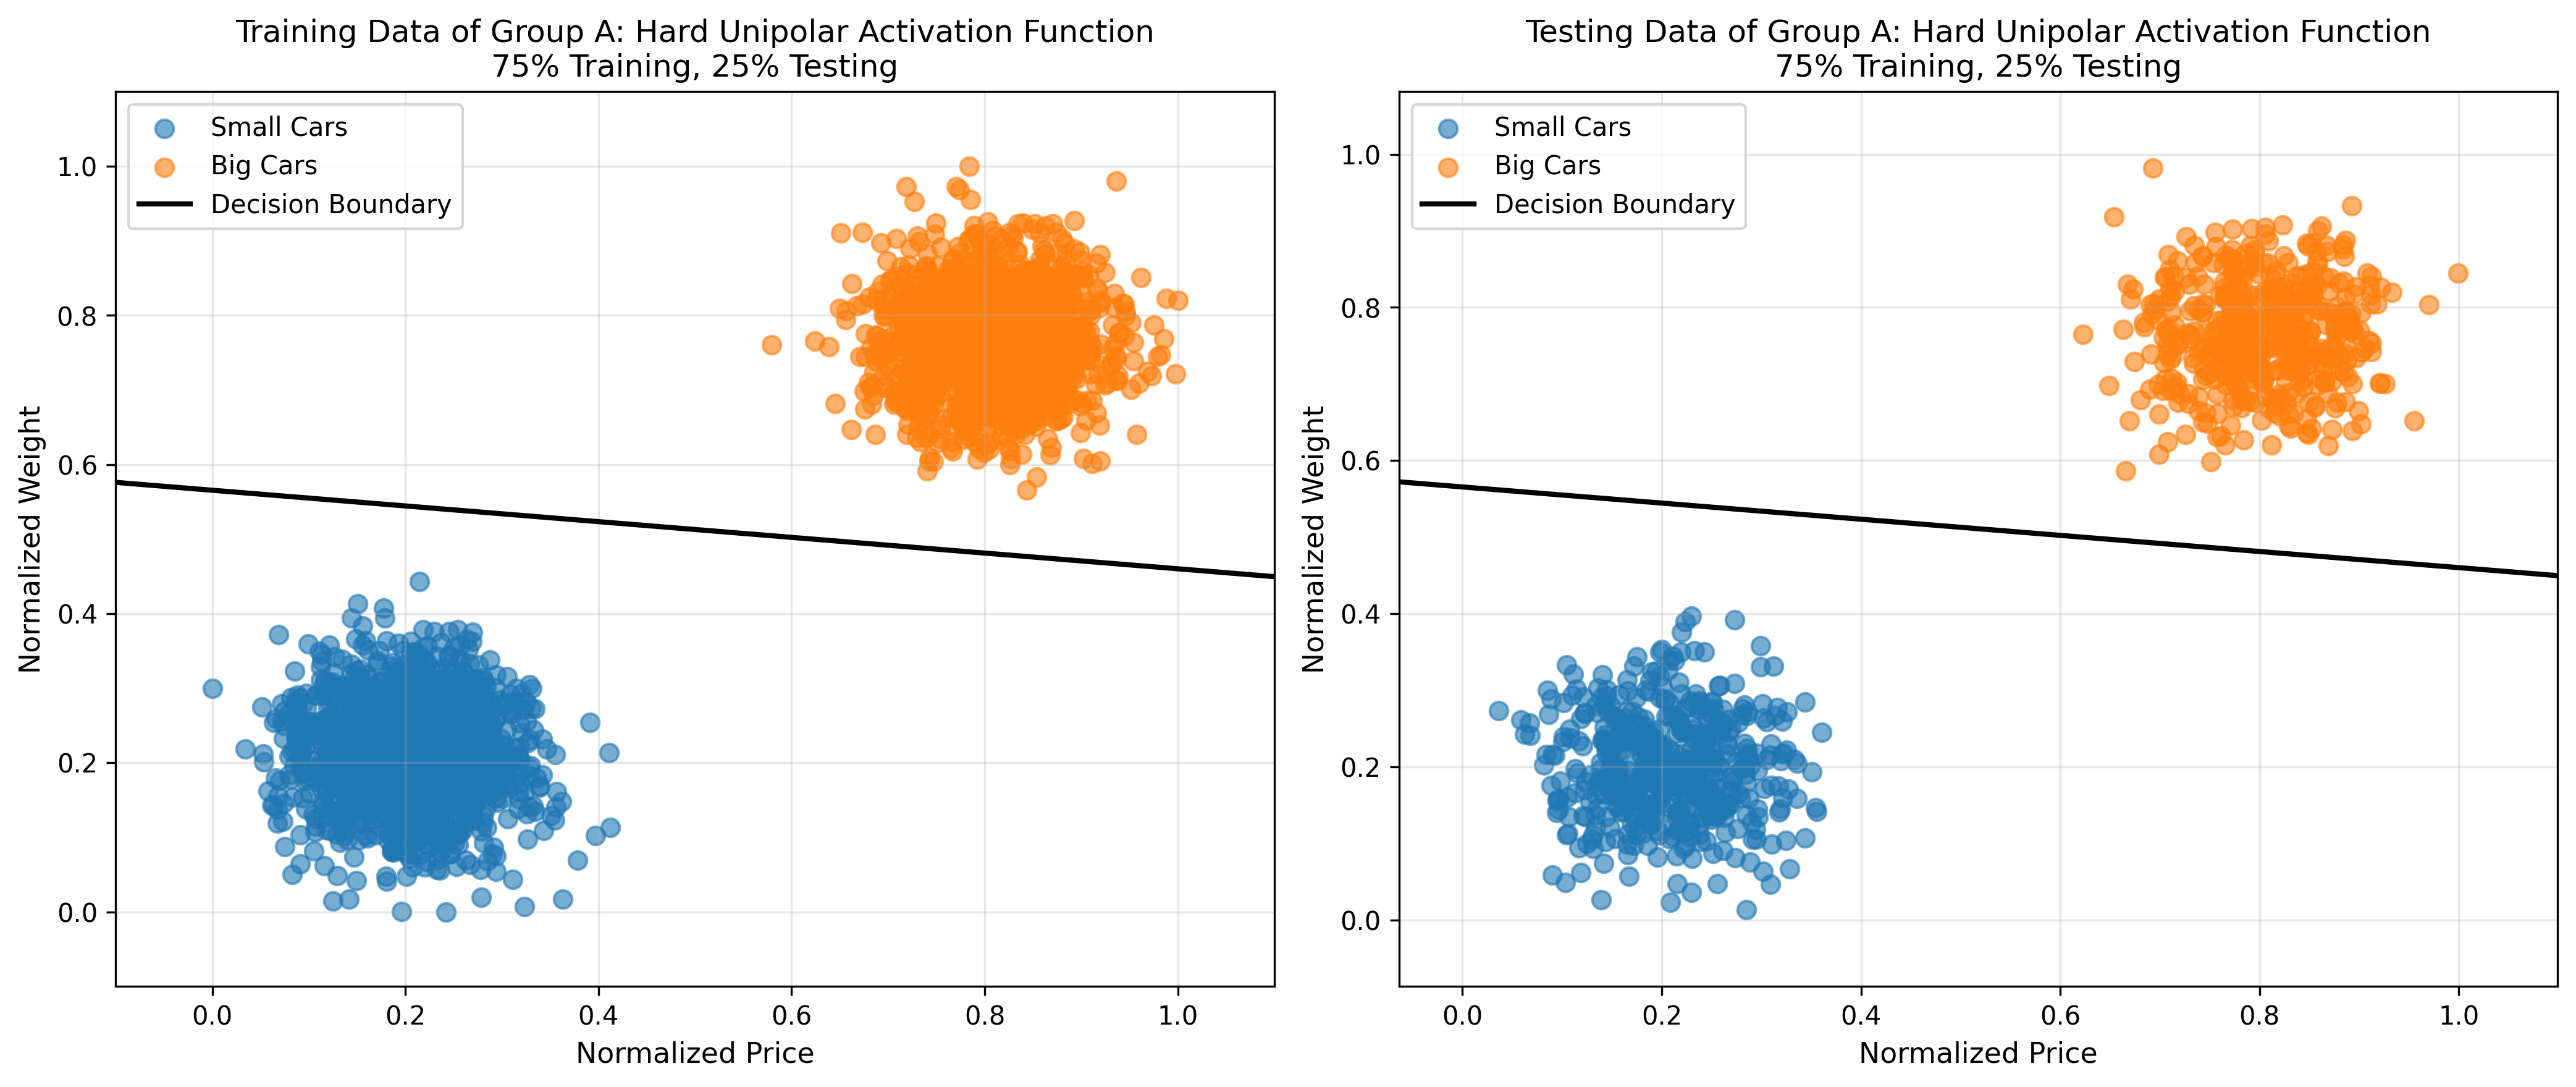 Training Data of Group A: Hard Unipolar Activation Function
75% Training, 25% Testing
Small Cars
Big Cars
Decision Boundary
1.0
0.8
0.6
0.4
0.2
0.0
Normalized Weight
0.0 0.2 0.4 0.6 0.8 1.0
Normalized Price
Testing Data of Group A: Hard Unipolar Activation Function
75% Training, 25% Testing
Small Cars
Big Cars
Decision Boundary
1.0
0.8
0.6
0.4
0.2
0.0
Normalized Weight
0.0 0.2 0.4 0.6 0.8 1.0
Normalized Price